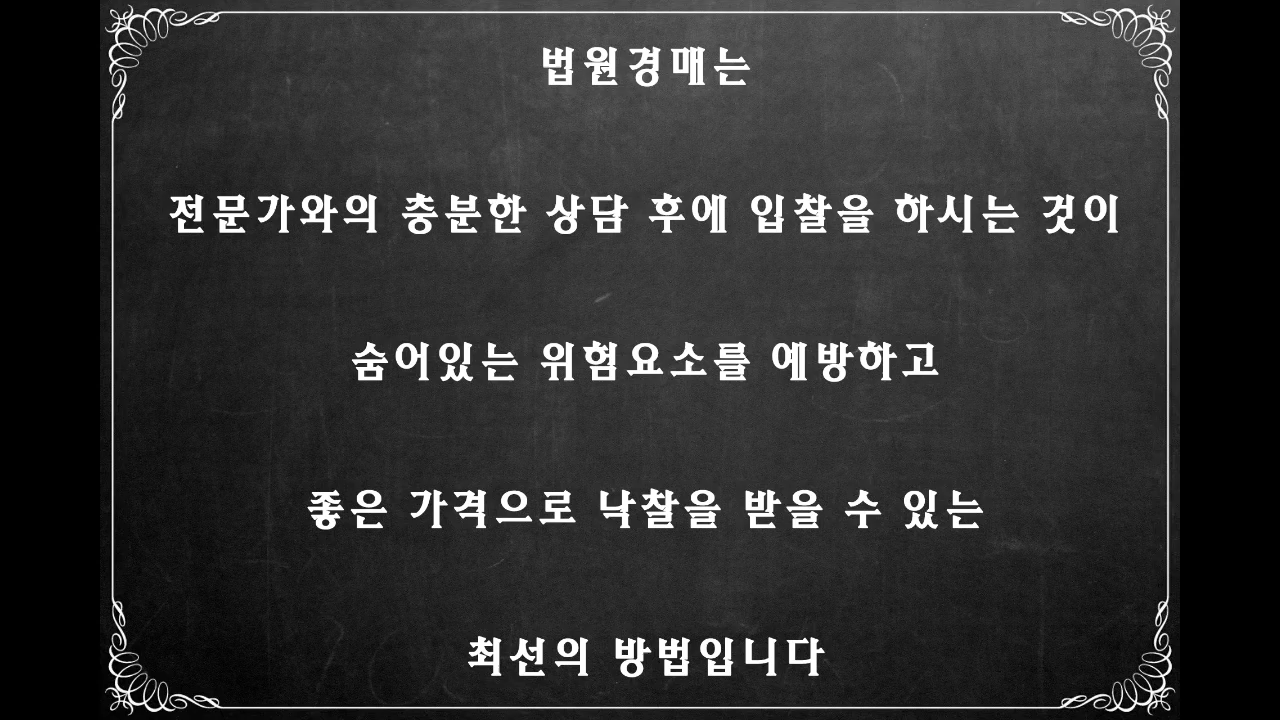 법원경매는
전문가와의 충분한 상담 후에 입찰을 하시는 것이
숨어있는 위험요소를 예방하고
좋은 가격으로 낙찰을 받을 수 있는
최선의 방법입니다